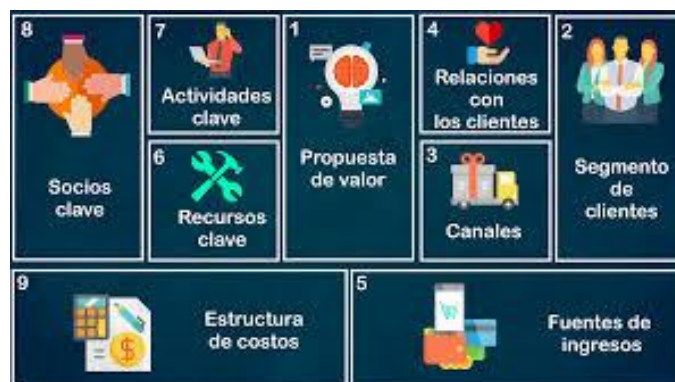 8
Socios
clave
7
Actividades
clave
6
Recursos
clave
1
Propuesta
de valor
4
Relaciones
con
los clientes
3
Canales
2
Segmento
de
clientes
9
Estructura
de costos
5
Fuentes de
ingresos